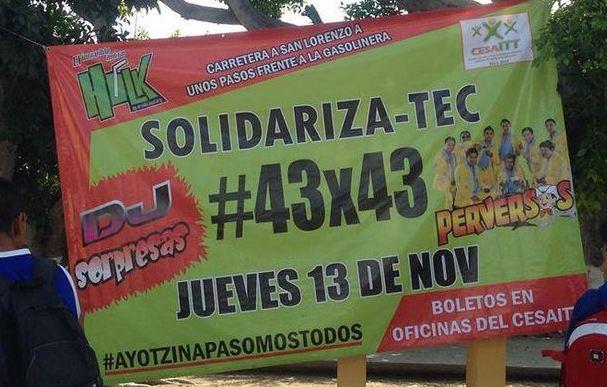 HULK
CARRETERA A SAN LORENZO A
UNOS PASOS FRENTE A LA GASOLINERA
CESAITT
SOLIDARIZA-TEC
#43x43
DJ
SORPRESAS
PERVERSOS
JUEVES 13 DE NOV
BOLETOS EN
OFICINAS DEL CESAIT
#AYOTZINAPASOMOSTODOS